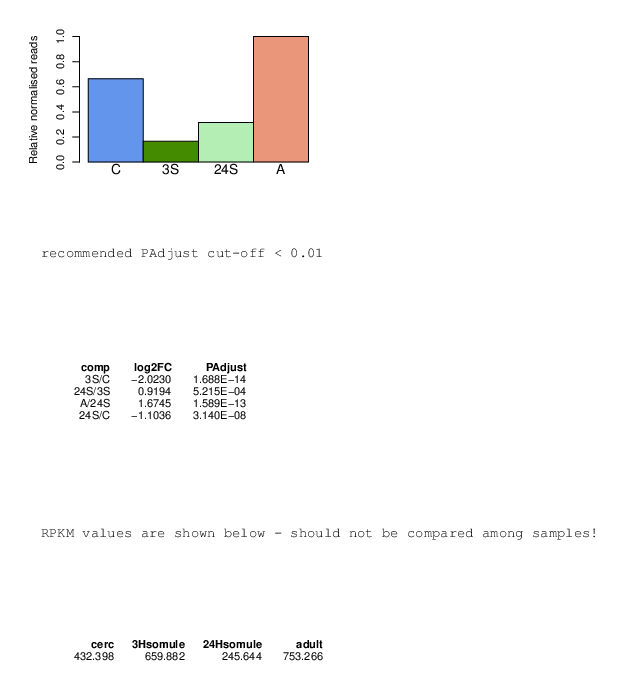 Relative normalised reads
1.0
0.8
0.6
0.4
0.2
0.0
C 3S 24S A
recommended PAdjust cut-off < 0.01
comp log2FC PAdjust
3S/C −2.0230 1.688E−14
24S/3S 0.9194 5.215E−04
A/24S 1.6745 1.589E−13
24S/C −1.1036 3.140E−08
RPKM values are shown below - should not be compared among samples!
cerc 3Hsomule 24Hsomule adult
432.398 659.882 245.644 753.266